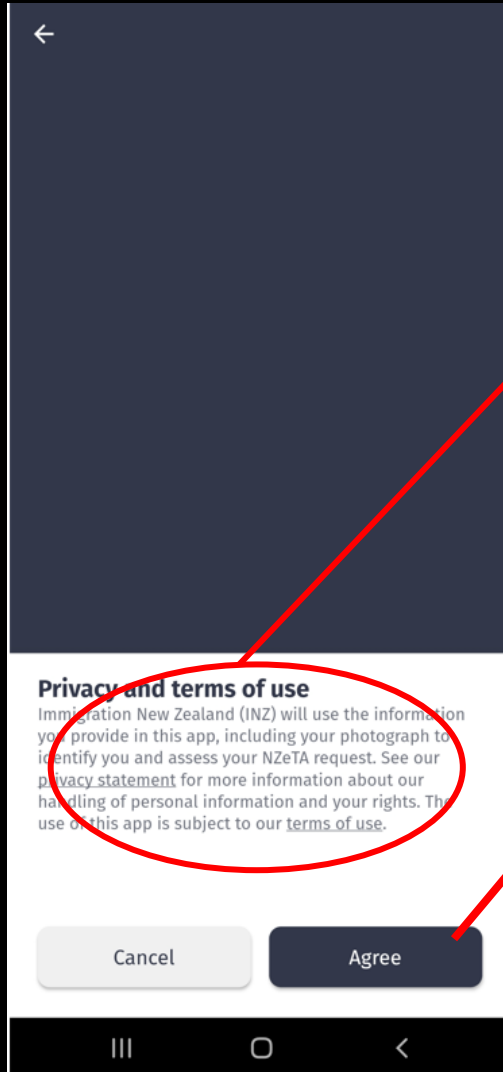 Privacy and terms of use
Immigration New Zealand (INZ) will use the information
you provide in this app, including your photograph to
identify you and assess your NZeTA request. See our
privacy statement for more information about our
handling of personal information and your rights. The
use of this app is subject to our terms of use.
Cancel
Agree